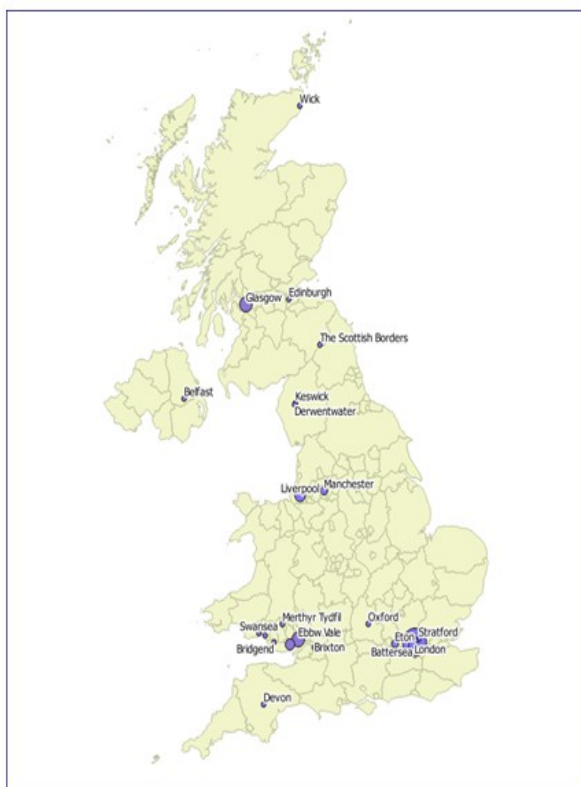 Wick
Edinburgh
Glasgow
The Scottish Borders
Belfast
Keswick
Derwentwater
Manchester
Liverpool
Merthyr Tydfil
Oxford
Swansea
Ebbw Vale
Stratford
Eton
Bridgend
Brixton
Battersea
London
Devon